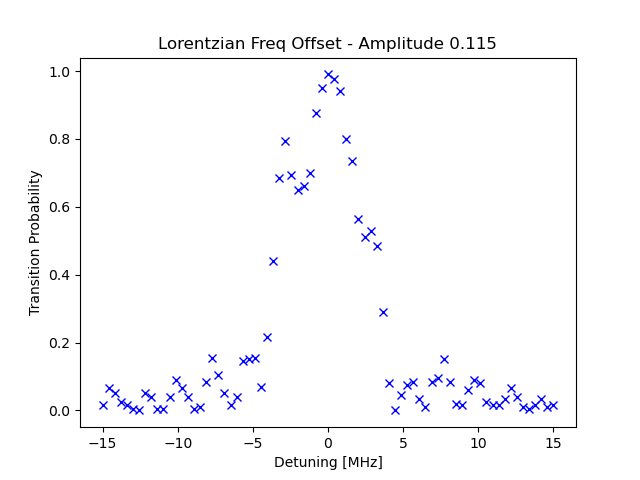 Lorentzian Freq Offset - Amplitude 0.115
1.0
0.8
0.6
0.4
0.2
0.0
Transition Probability
−15 −10 −5 0 5 10 15
Detuning [MHz]